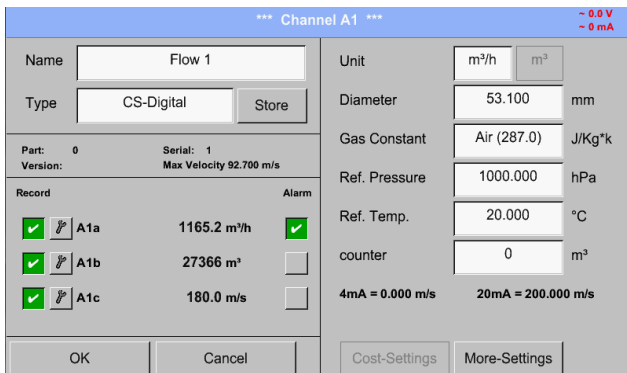 *** Channel A1 ***
~ 0.0 V
~ 0 mA
Name
Flow 1
Type
CS-Digital
Store
Part: 0
Serial: 1
Version:
Max Velocity 92.700 m/s
Record
Alarm
A1a
1165.2 m³/h
A1b
27366 m³
A1c
180.0 m/s
OK
Cancel
Unit
m³/h
m³
Diameter
53.100
mm
Gas Constant
Air (287.0)
J/Kg*k
Ref. Pressure
1000.000
hPa
Ref. Temp.
20.000
°C
counter
0
m³
4mA = 0.000 m/s
20mA = 200.000 m/s
Cost-Settings
More-Settings